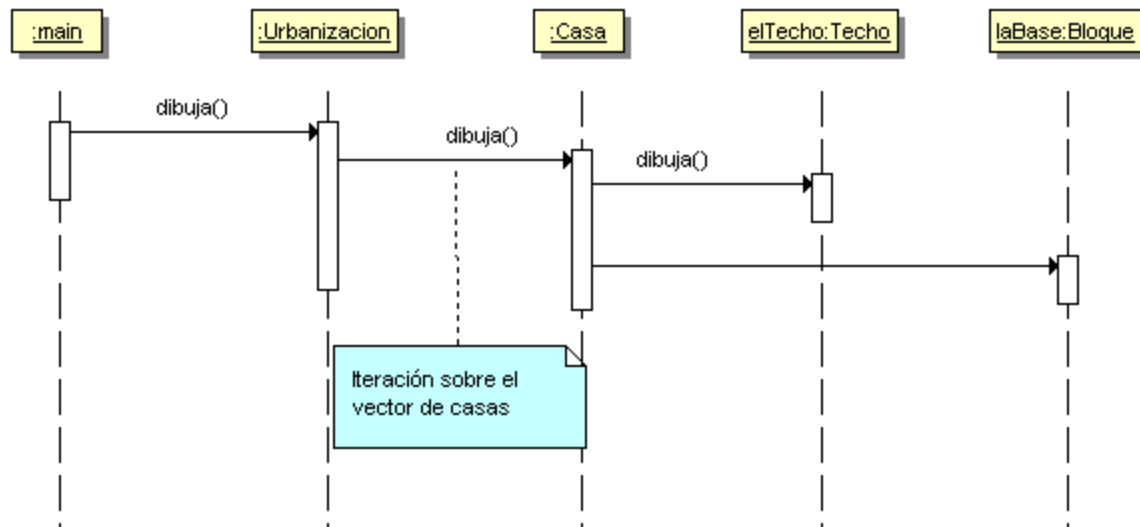 :main
:Urbanizacion
:Casa
elTecho:Techo
laBase:Bloque
dibuja()
dibuja()
dibuja()
Iteración sobre el
vector de casas